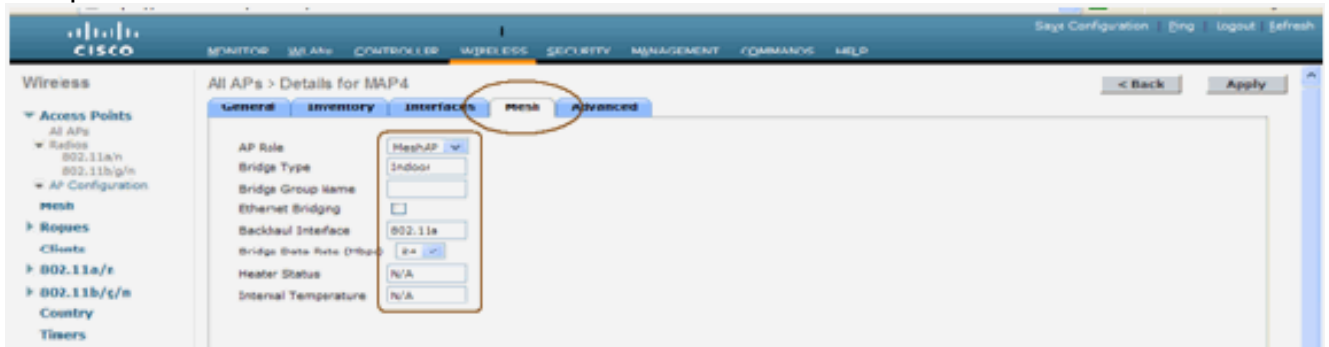 Save Configuration Ping Logout Refresh
CISCO
MONITOR WLANs CONTROLLER WIRELESS SECURITY MANAGEMENT COMMANDS HELP
Wireless
All APs > Details for MAP4
< Back Apply
General Inventory Interfaces Mesh Advanced
Access Points
All APs
Radios
802.11a/n
802.11b/g/n
AP Configuration
Mesh
Rogues
Clients
802.11a/n
802.11b/g/n
Country
Timers
AP Role MeshAP
Bridge Type Indoor
Bridge Group Name
Ethernet Bridging
Backhaul Interface 802.11a
Bridge Data Rate (Mbps) 24
Heater Status N/A
Internal Temperature N/A